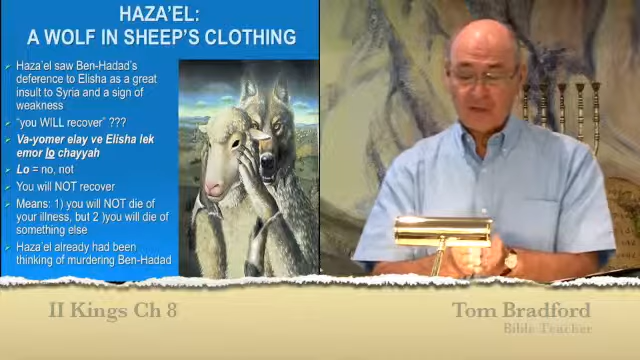 HAZA'EL:
A WOLF IN SHEEP'S CLOTHING
Haza'el saw Ben-Hadad's
deference to Elisha as a great
insult to Syria and a sign of
weakness
"you WILL recover" ???
Va-yomer elay ve Elisha lek
emor lo chayyah
Lo = no, not
You will NOT recover
Means: 1) you will NOT die of
your illness, but 2 )you will die of
something else
Haza'el already had been
thinking of murdering Ben-Hadad
II Kings Ch 8
Tom Bradford
Bible Teacher